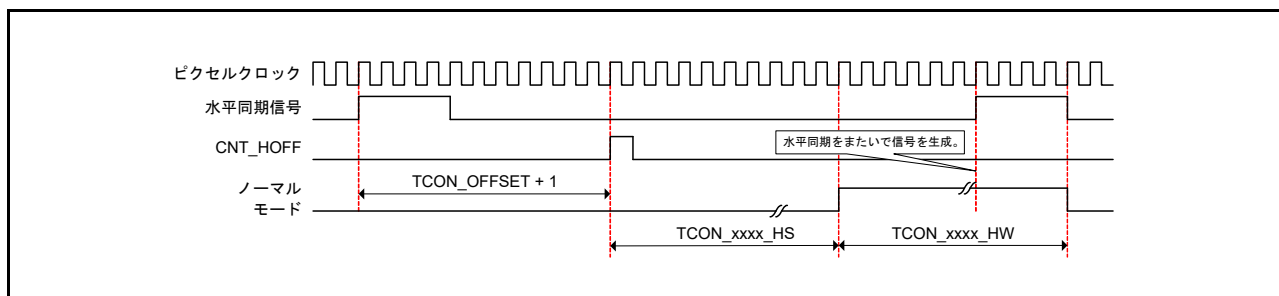 ピクセルクロック
水平同期信号
水平同期をまたいで信号を生成。
CNT_HOFF
TCON_OFFSET + 1
ノーマル
モード
TCON_xxxx_HS
TCON_xxxx_HW